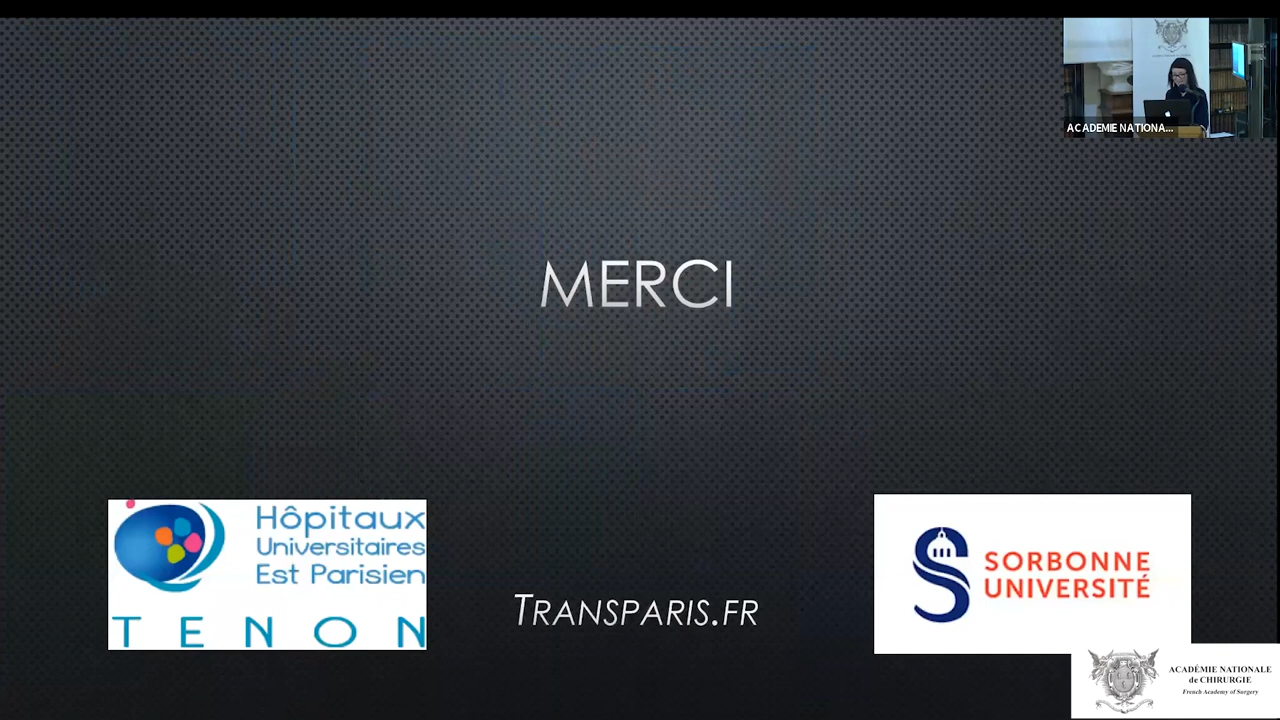 ACADEMIE NATIONA...
MERCI
Hôpitaux
Universitaires
Est Parisien
TENON
TRANSPARIS.FR
SORBONNE
UNIVERSITÉ
ACADÉMIE NATIONALE
de CHIRURGIE
French Academy of Surgery